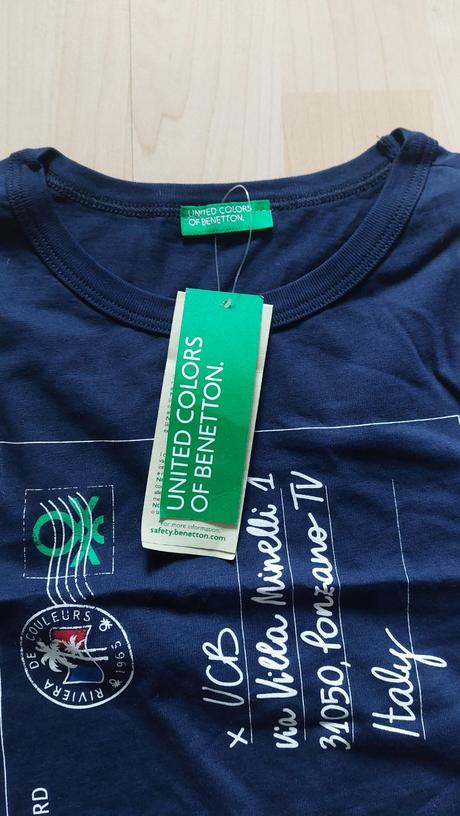 UNITED COLORS
OF BENETTON.
UNITED COLORS
OF BENETTON.
For more information:
safety.benetton.com
RIVIERA DE COULEURS
1965
x UCB
Via Villa Minelli 1
31050, Ponzano TV
Italy
RD